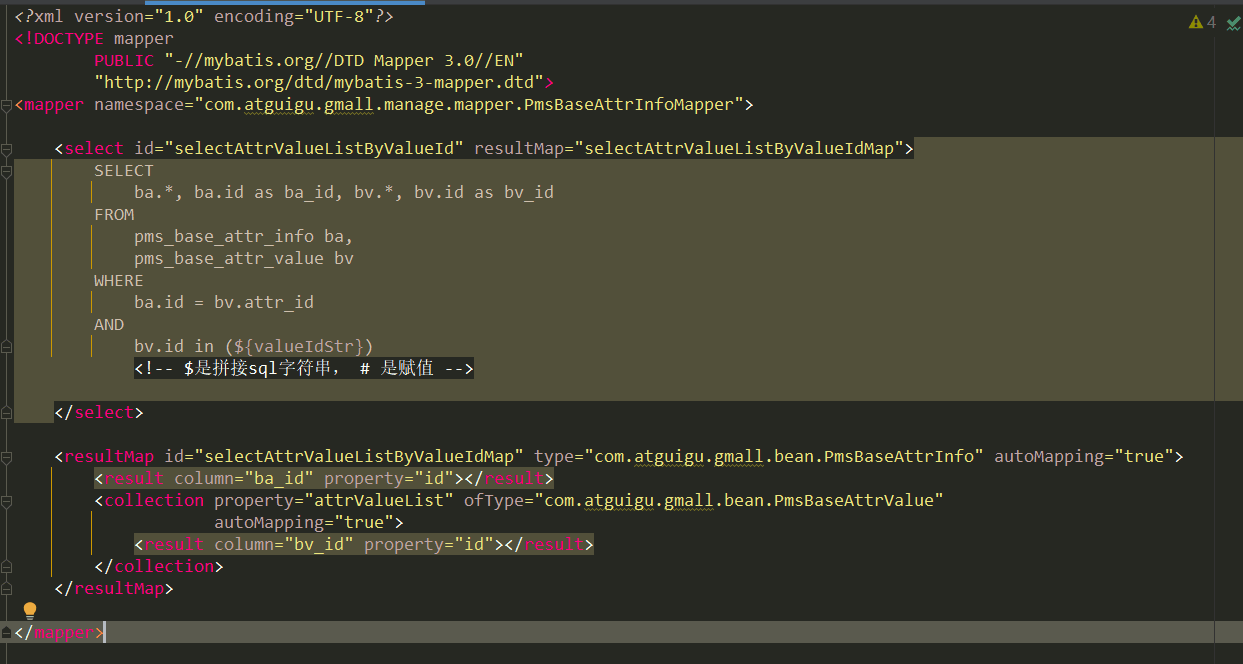 <?xml version="1.0" encoding="UTF-8"?>
<!DOCTYPE mapper
PUBLIC "-//mybatis.org//DTD Mapper 3.0//EN"
"http://mybatis.org/dtd/mybatis-3-mapper.dtd">
<mapper namespace="com.atguigu.gmall.manage.mapper.PmsBaseAttrInfoMapper">
4
<select id="selectAttrValueListByValueId" resultMap="selectAttrValueListByValueIdMap">
SELECT
ba.*, ba.id as ba_id, bv.*, bv.id as bv_id
FROM
pms_base_attr_info ba,
pms_base_attr_value bv
WHERE
ba.id = bv.attr_id
AND
bv.id in (${valueIdStr})
<!-- $是拼接sql字符串, # 是赋值 -->
</select>
<resultMap id="selectAttrValueListByValueIdMap" type="com.atguigu.gmall.bean.PmsBaseAttrInfo" autoMapping="true">
<result column="ba_id" property="id"></result>
<collection property="attrValueList" ofType="com.atguigu.gmall.bean.PmsBaseAttrValue"
autoMapping="true">
<result column="bv_id" property="id"></result>
</collection>
</resultMap>
</mapper>